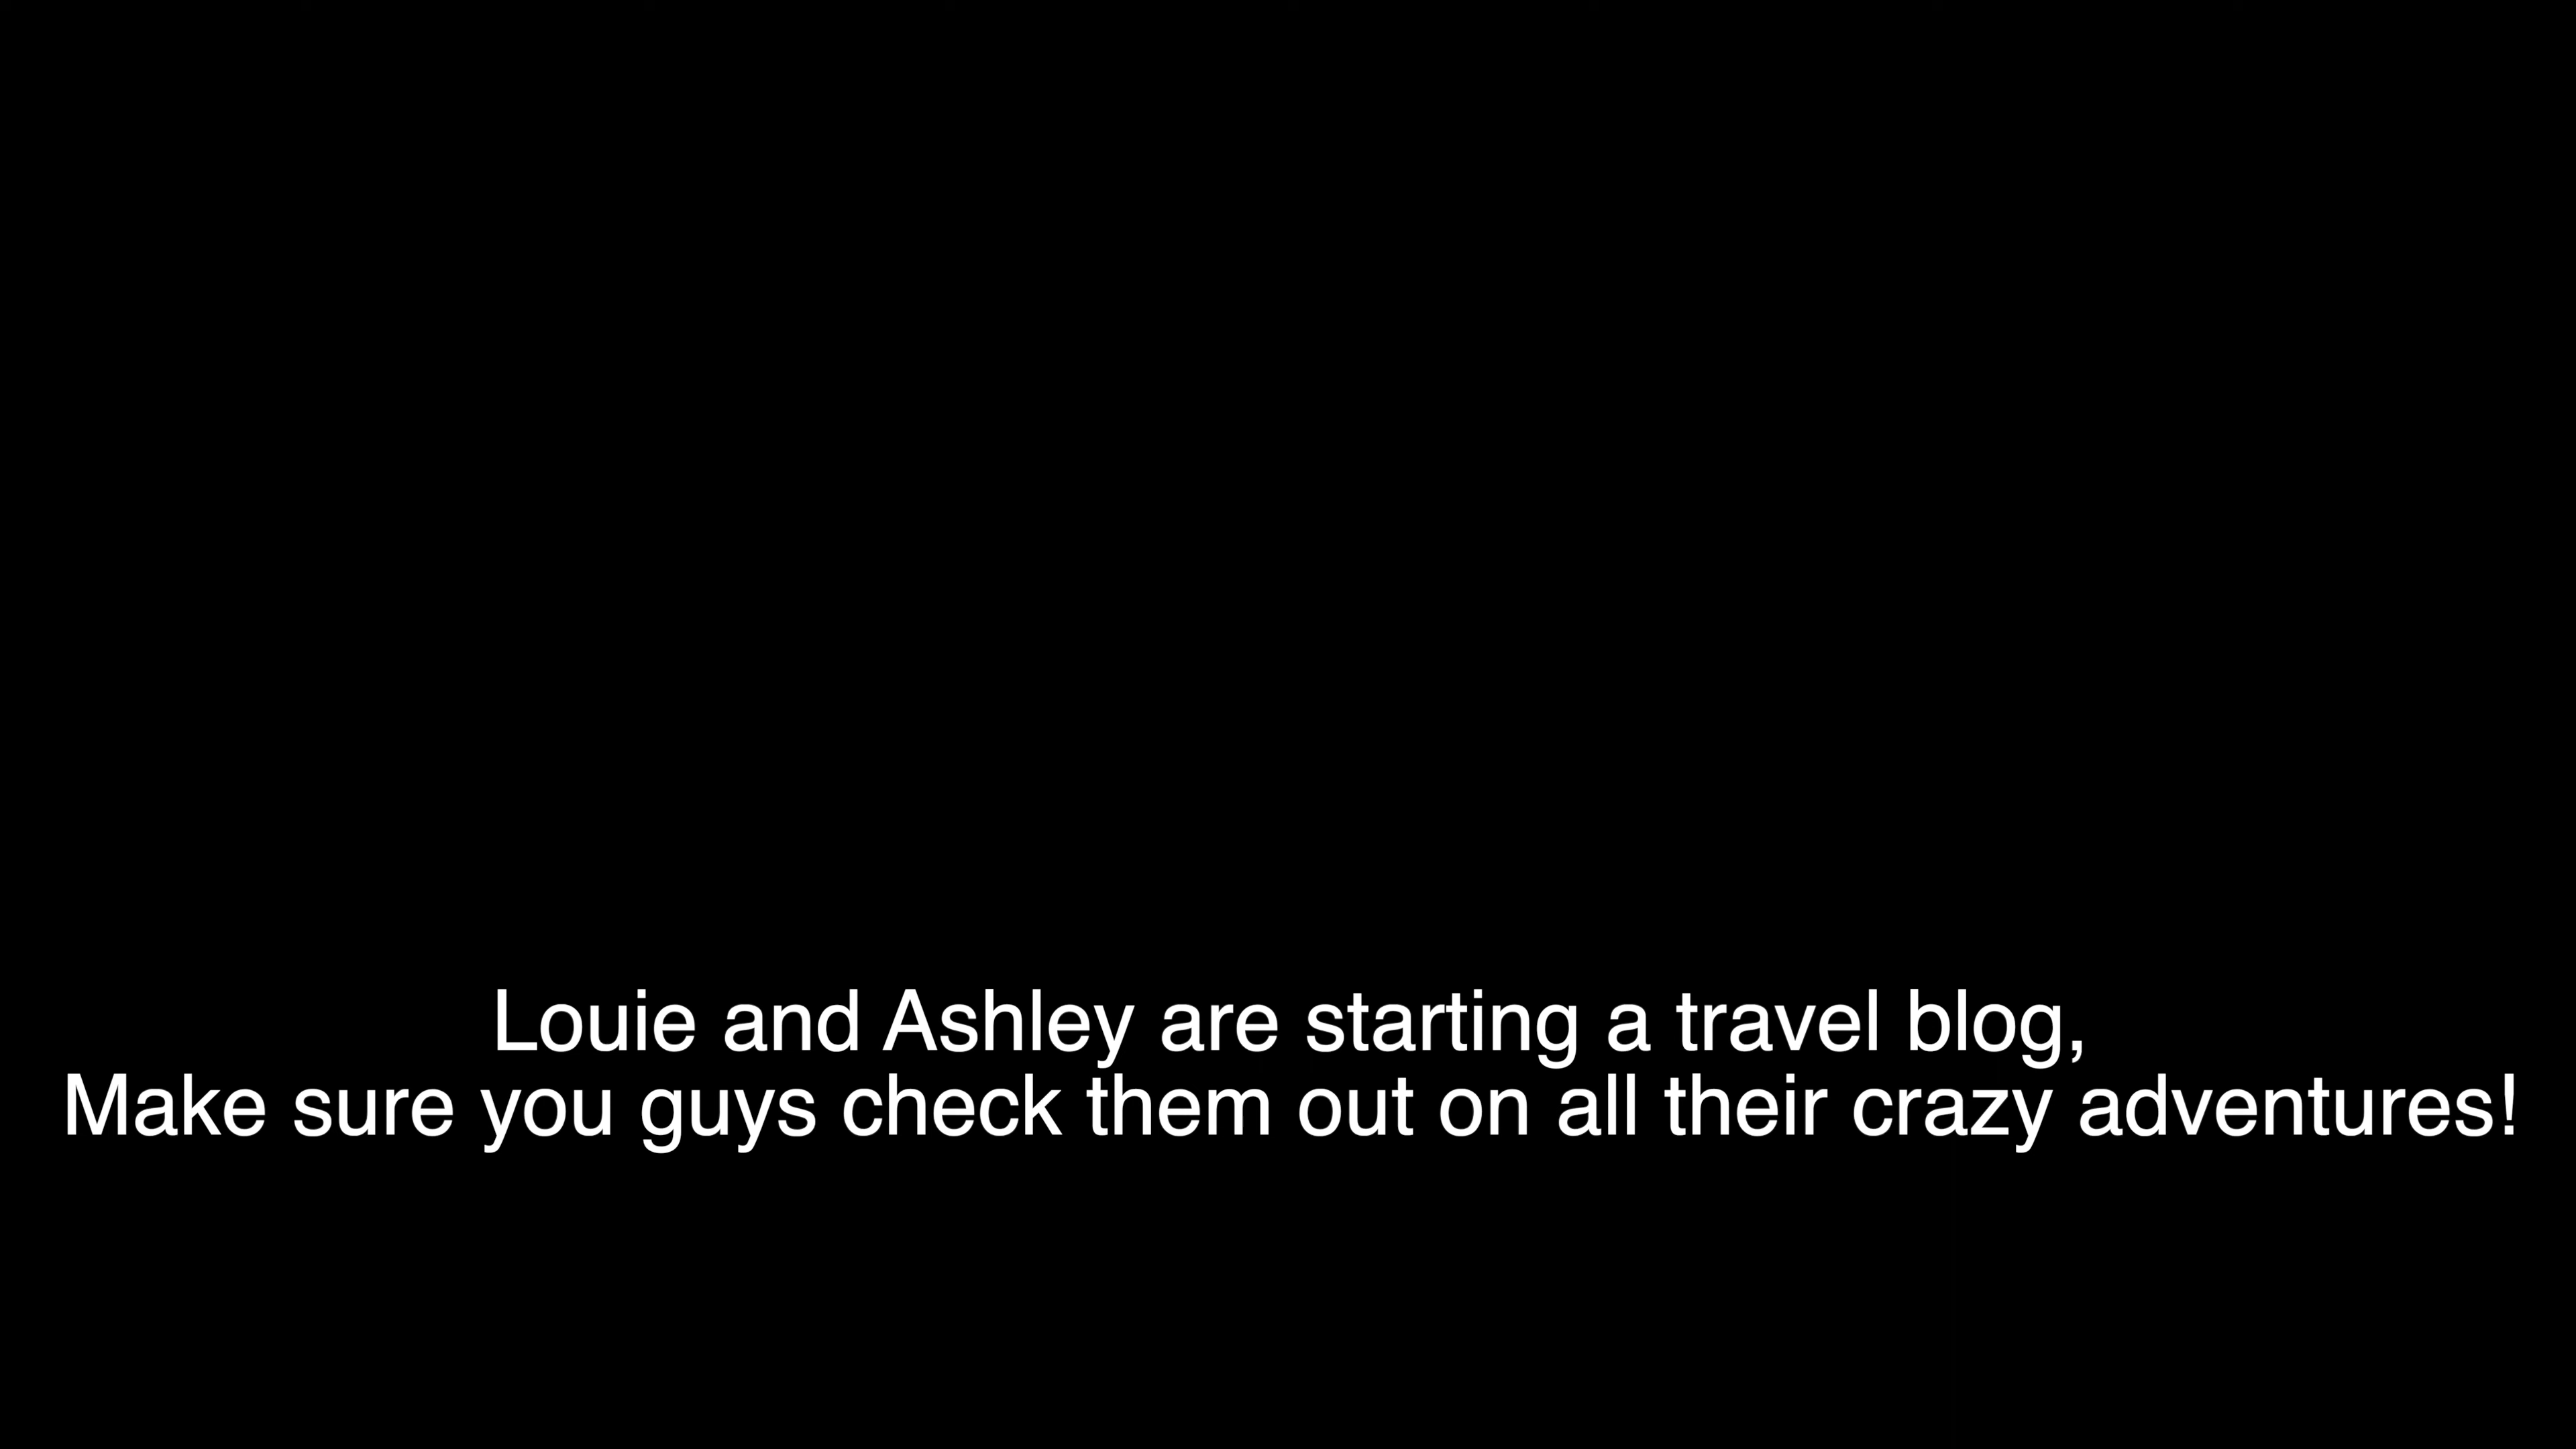 Louie and Ashley are starting a travel blog,
Make sure you guys check them out on all their crazy adventures!